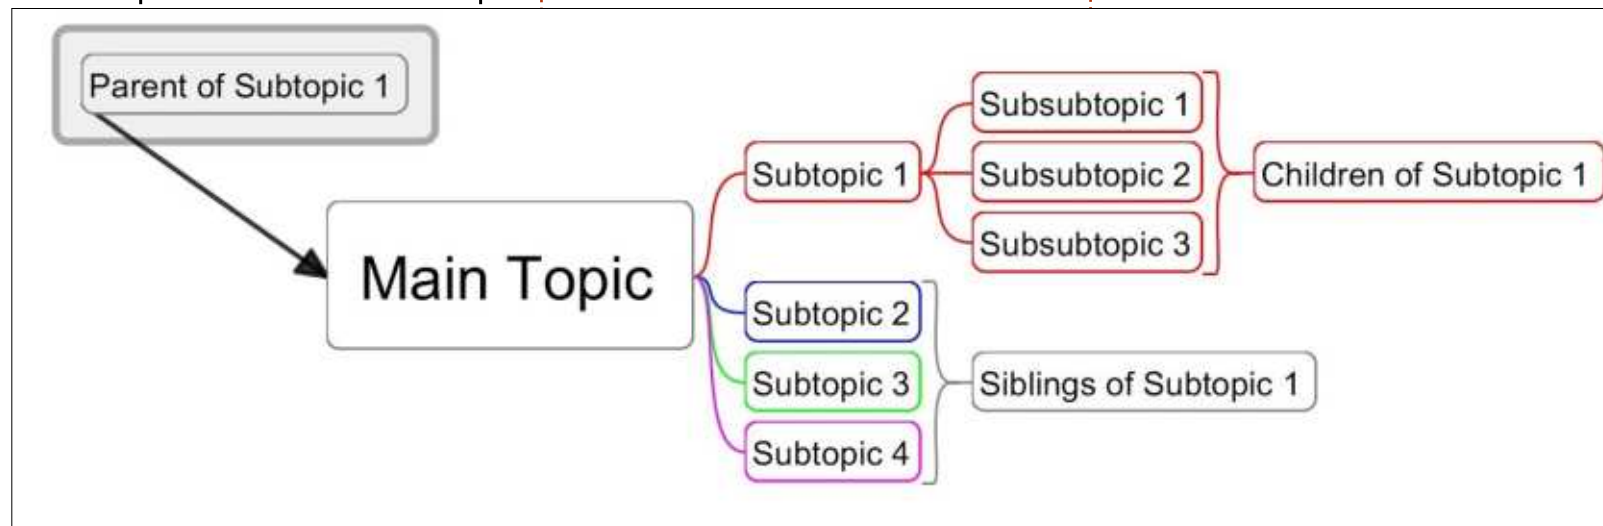 Parent of Subtopic 1
Main Topic
Subtopic 1
Subsubtopic 1
Subsubtopic 2
Subsubtopic 3
Children of Subtopic 1
Subtopic 2
Subtopic 3
Subtopic 4
Siblings of Subtopic 1